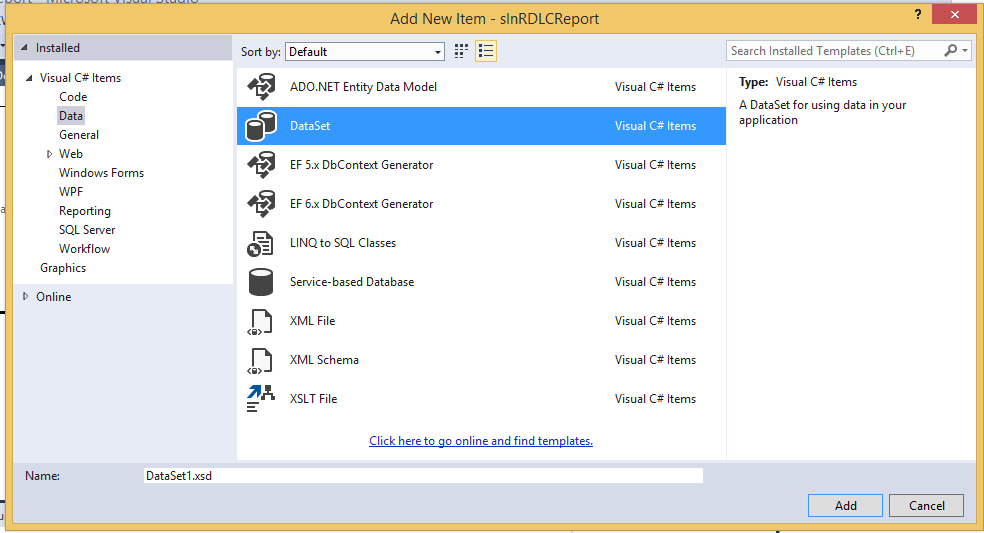 eport - Microsoft Visual Studio
Add New Item - slnRDLCReport
?
Installed
Sort by: Default
Search Installed Templates (Ctrl+E)
Visual C# Items
Code
Data
General
Web
Windows Forms
WPF
Reporting
SQL Server
Workflow
Graphics
Online
ADO.NET Entity Data Model Visual C# Items
DataSet Visual C# Items
EF 5.x DbContext Generator Visual C# Items
EF 6.x DbContext Generator Visual C# Items
LINQ to SQL Classes Visual C# Items
Service-based Database Visual C# Items
XML File Visual C# Items
XML Schema Visual C# Items
XSLT File Visual C# Items
Click here to go online and find templates.
Type: Visual C# Items
A DataSet for using data in your
application
Name: DataSet1.xsd
Add Cancel